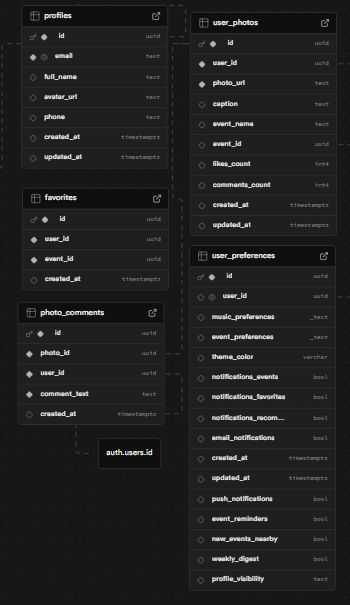 profiles
id uuid
email text
full_name text
avatar_url text
phone text
created_at timestamptz
updated_at timestamptz
favorites
id uuid
user_id uuid
event_id uuid
created_at timestamptz
photo_comments
id uuid
photo_id uuid
user_id uuid
comment_text text
created_at timestamptz
auth.users.id
user_photos
id uuid
user_id uuid
photo_url text
caption text
event_name text
event_id uuid
likes_count int4
comments_count int4
created_at timestamptz
updated_at timestamptz
user_preferences
id uuid
user_id uuid
music_preferences _text
event_preferences _text
theme_color varchar
notifications_events bool
notifications_favorites bool
notifications_recom... bool
email_notifications bool
created_at timestamptz
updated_at timestamptz
push_notifications bool
event_reminders bool
new_events_nearby bool
weekly_digest bool
profile_visibility text